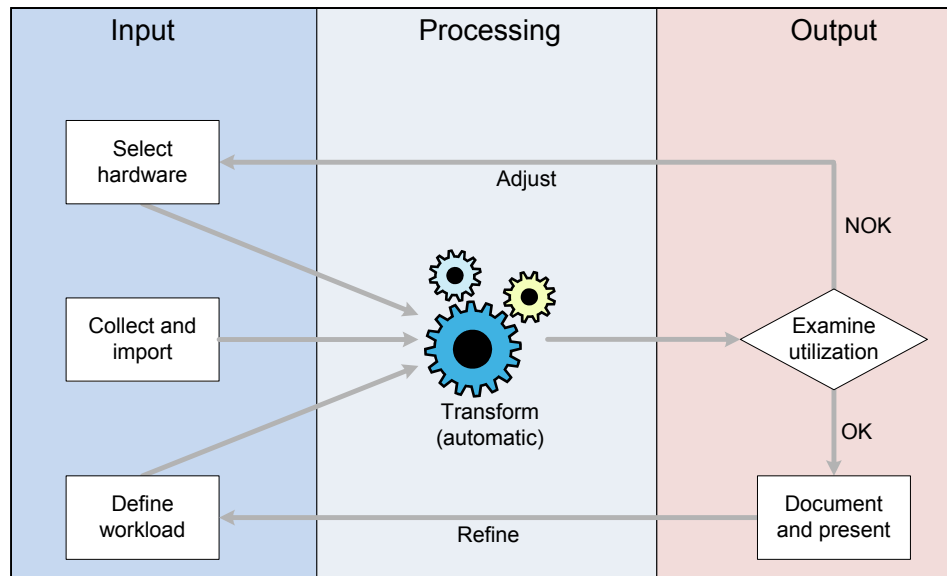 Input
Processing
Output
Select
hardware
Adjust
NOK
Collect and
import
Examine
utilization
Transform
(automatic)
OK
Define
workload
Document
and present
Refine